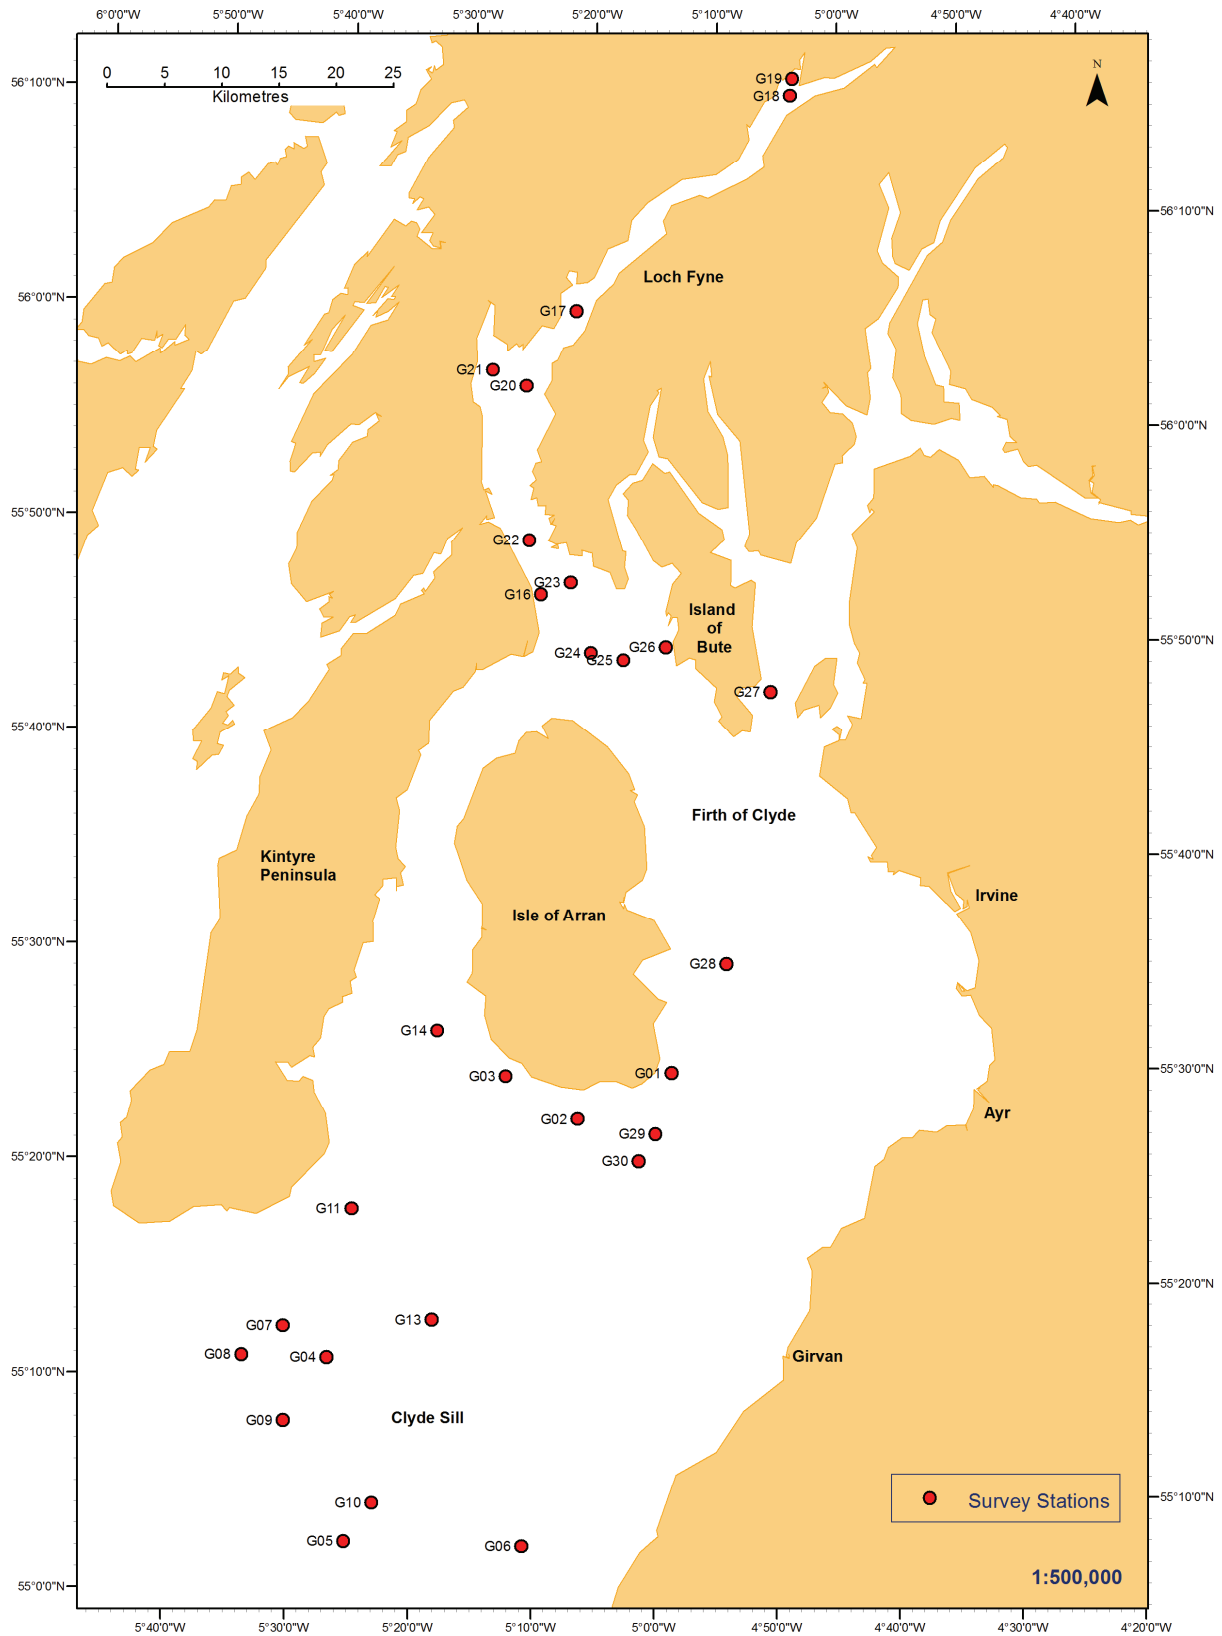 6°0'0"W 5°50'0"W 5°40'0"W 5°30'0"W 5°20'0"W 5°10'0"W 5°0'0"W 4°50'0"W 4°40'0"W
0 5 10 15 20 25
Kilometres
N
56°10'0"N
G19
G18
56°10'0"N
Loch Fyne
56°0'0"N
G17
G21
G20
56°0'0"N
55°50'0"N
G22
G23
G16
Island
of
Bute
55°50'0"N
G26
G24
G25
G27
55°40'0"N
Firth of Clyde
Kintyre
Peninsula
55°40'0"N
Irvine
Isle of Arran
55°30'0"N
G28
G14
55°30'0"N
G01
G03
Ayr
G02
G29
55°20'0"N
G30
G11
55°20'0"N
G13
G07
G08
G04
Girvan
55°10'0"N
G09
Clyde Sill
55°10'0"N
G10
Survey Stations
G05
G06
1:500,000
55°0'0"N
5°40'0"W 5°30'0"W 5°20'0"W 5°10'0"W 5°0'0"W 4°50'0"W 4°40'0"W 4°30'0"W 4°20'0"W